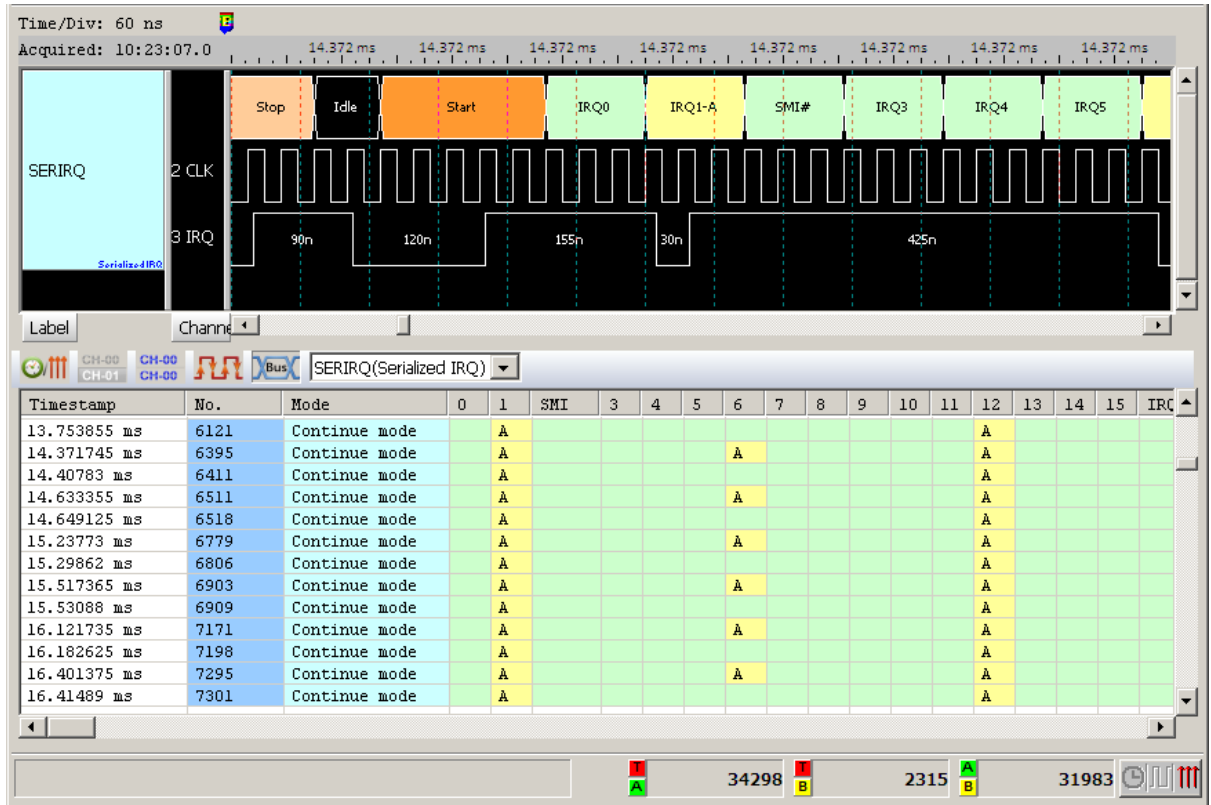 Time/Div: 60 ns
Acquired: 10:23:07.0
14.372 ms 14.372 ms 14.372 ms 14.372 ms 14.372 ms 14.372 ms 14.372 ms 14.372 ms
Stop Idle Start IRQ0 IRQ1-A SMI# IRQ3 IRQ4 IRQ5
SERIRQ 2 CLK
3 IRQ 90n 120n 155n 30n 425n
Serialized IRQ
Label Channe
CH-00 CH-00
CH-01 CH-00
Bus SERIRQ(Serialized IRQ)
Timestamp No. Mode 0 1 SMI 3 4 5 6 7 8 9 10 11 12 13 14 15 IRQ
13.753855 ms 6121 Continue mode A A
14.371745 ms 6395 Continue mode A A A
14.40783 ms 6411 Continue mode A A
14.633355 ms 6511 Continue mode A A A
14.649125 ms 6518 Continue mode A A
15.23773 ms 6779 Continue mode A A A
15.29862 ms 6806 Continue mode A A
15.517365 ms 6903 Continue mode A A A
15.53088 ms 6909 Continue mode A A
16.121735 ms 7171 Continue mode A A A
16.182625 ms 7198 Continue mode A A
16.401375 ms 7295 Continue mode A A A
16.41489 ms 7301 Continue mode A A
T A 34298 T B 2315 A B 31983